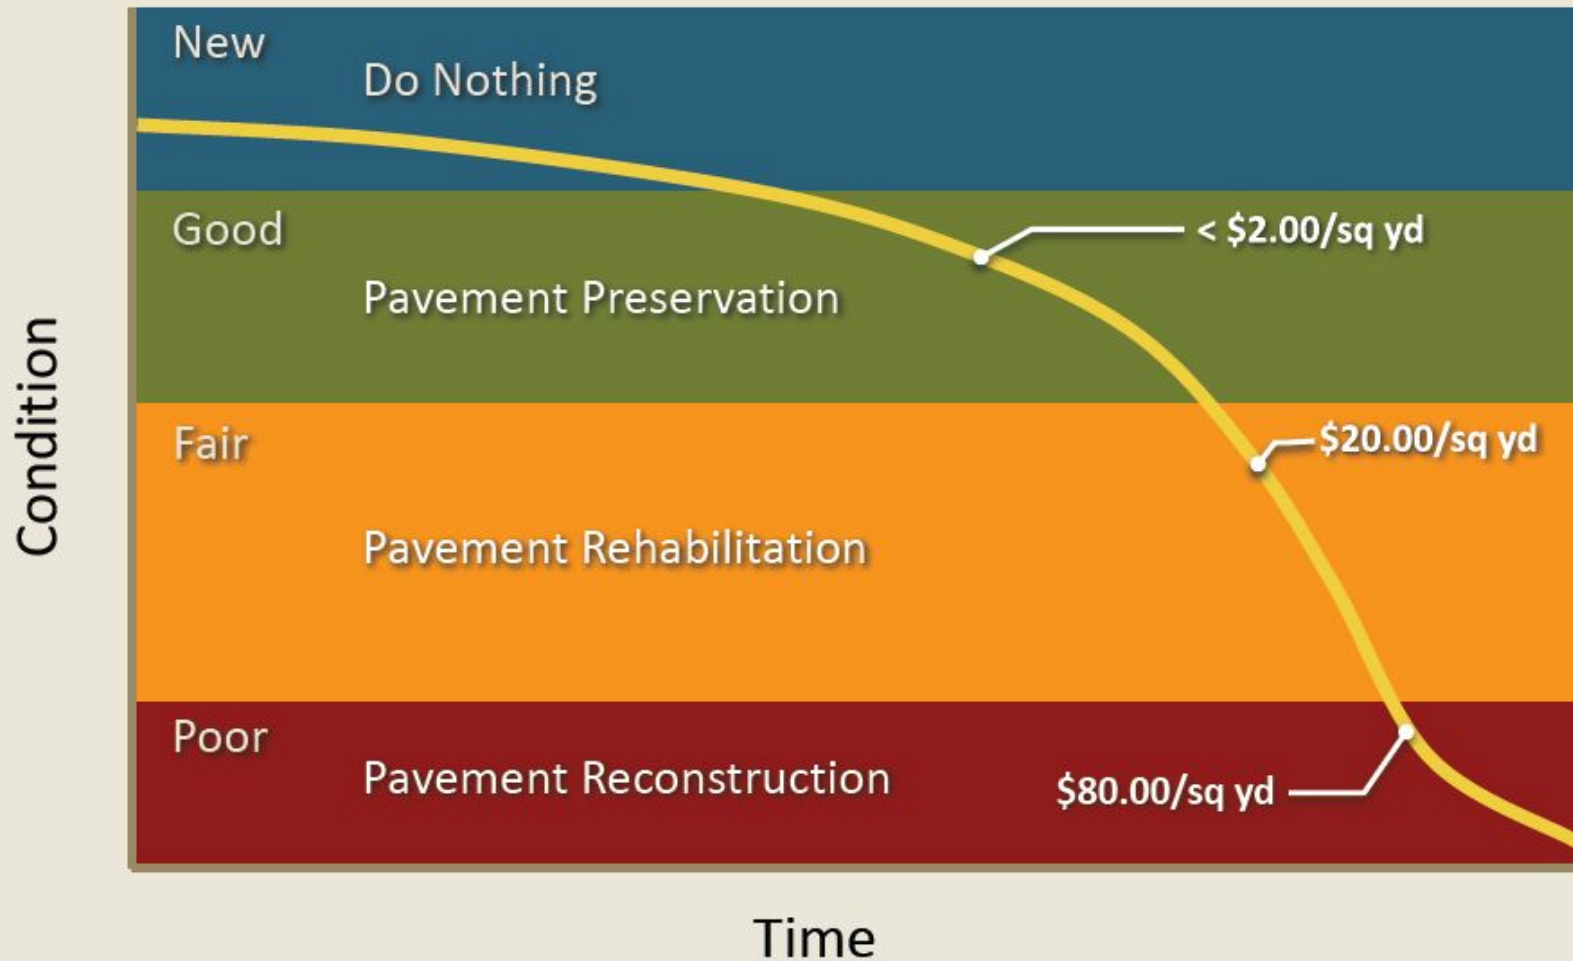 New
Do Nothing
Good
< $2.00/sq yd
Pavement Preservation
Fair
$20.00/sq yd
Pavement Rehabilitation
Poor
Pavement Reconstruction
$80.00/sq yd
Condition
Time